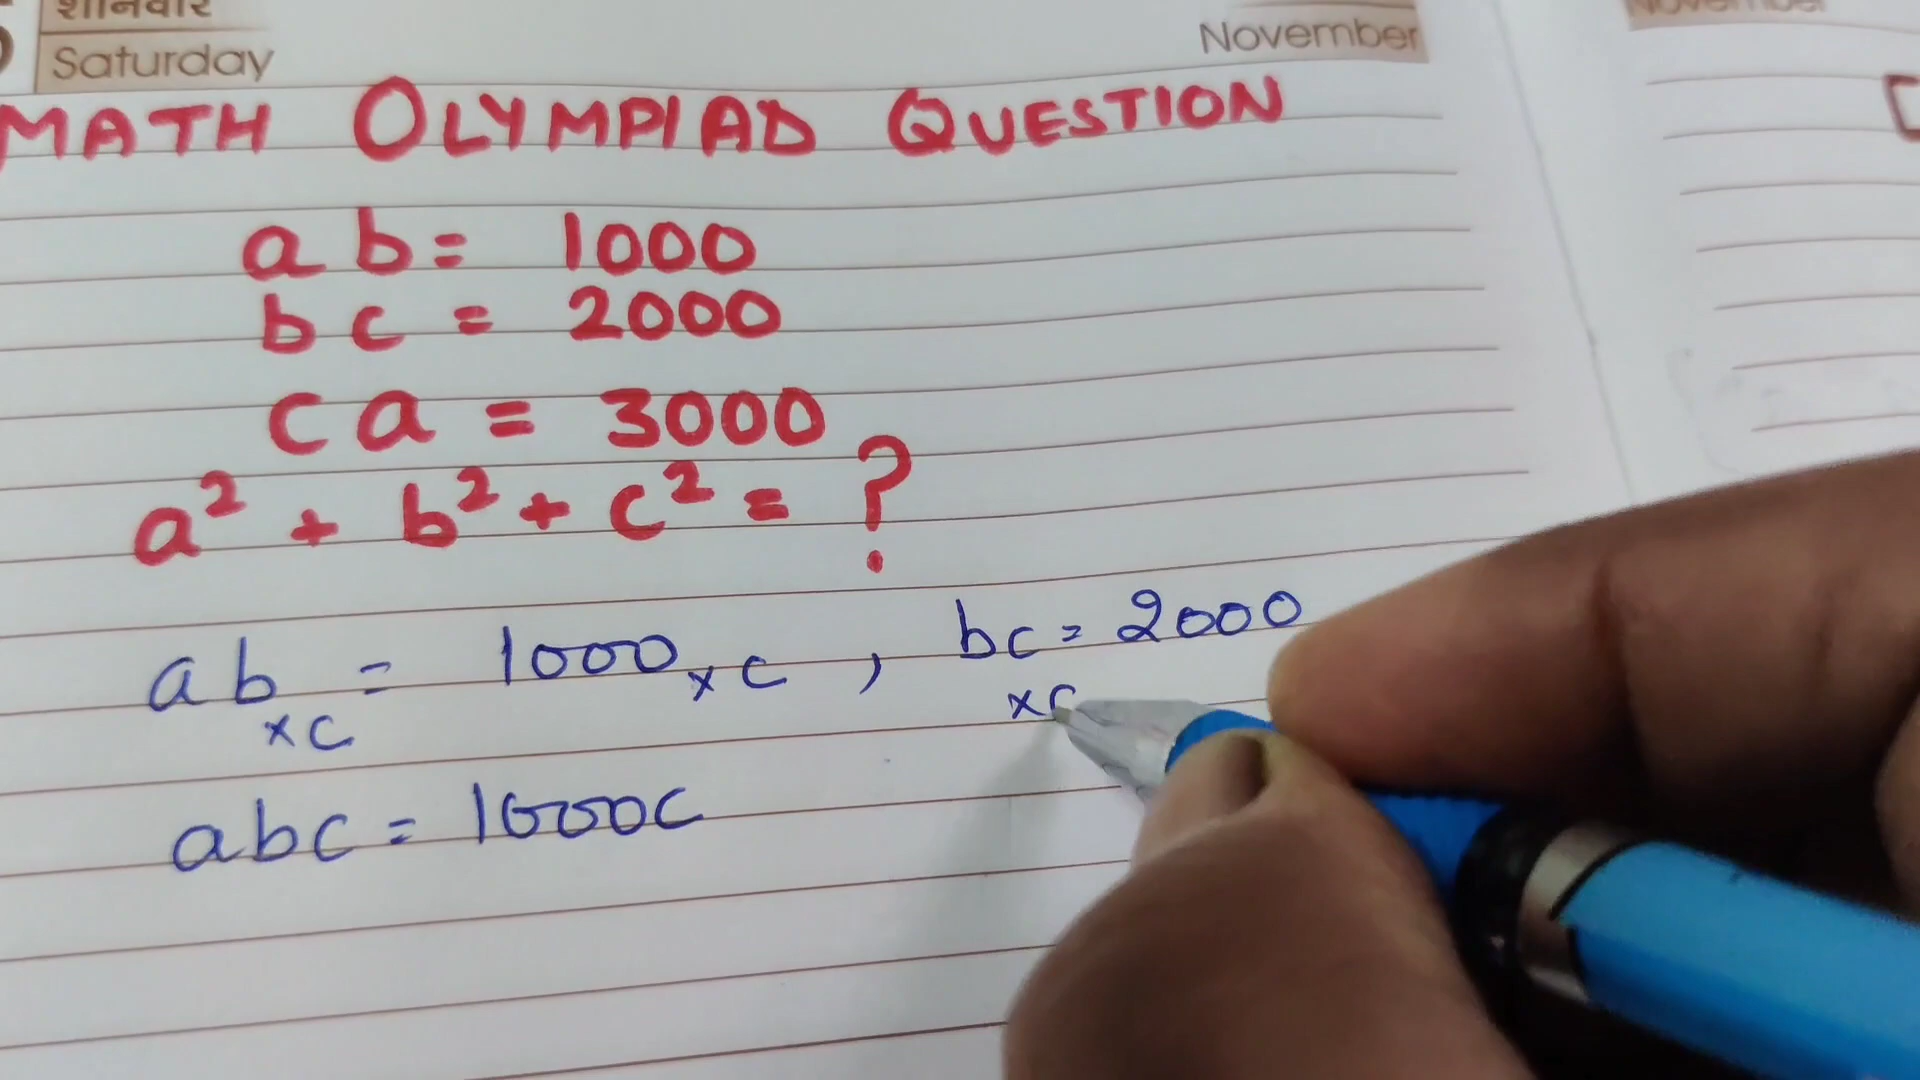 शनिवार
Saturday
November
November
MATH OLYMPIAD QUESTION
ab = 1000
bc = 2000
ca = 3000
a² + b² + c² = ?
ab = 1000 × c , bc = 2000
× c × c
abc = 1000c